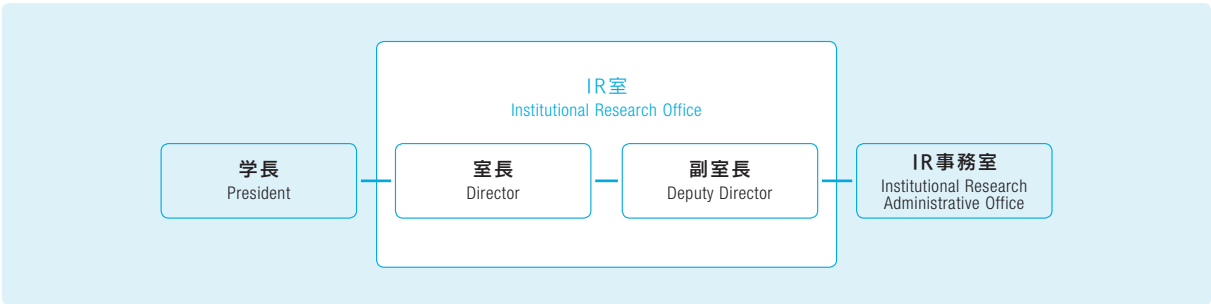 IR室
Institutional Research Office
学長
President
室長
Director
副室長
Deputy Director
IR事務室
Institutional Research
Administrative Office